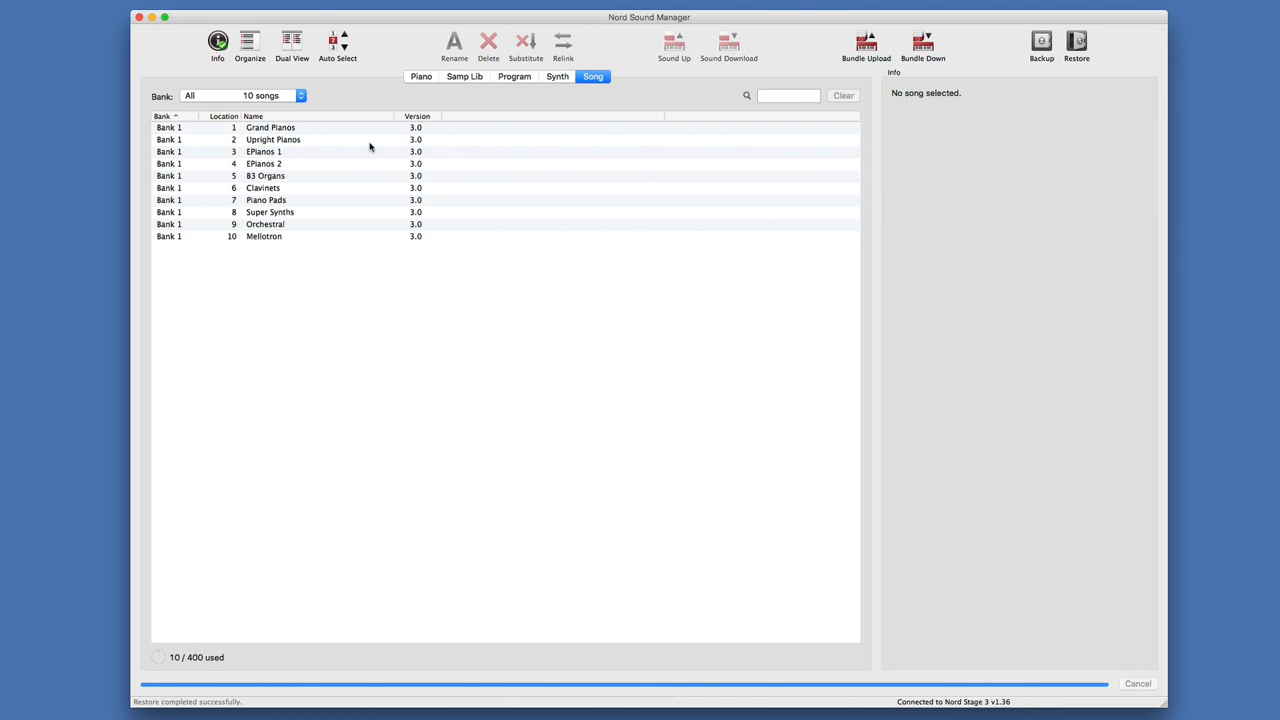 Nord Sound Manager
Info Organize Dual View Auto Select Rename Delete Substitute Relink Sound Up Sound Download Bundle Upload Bundle Down Backup Restore
Piano Samp Lib Program Synth Song
Info
Bank: All 10 songs Clear
No song selected.
Bank Location Name Version
Bank 1 1 Grand Pianos 3.0
Bank 1 2 Upright Pianos 3.0
Bank 1 3 EPianos 1 3.0
Bank 1 4 EPianos 2 3.0
Bank 1 5 B3 Organs 3.0
Bank 1 6 Clavinets 3.0
Bank 1 7 Piano Pads 3.0
Bank 1 8 Super Synths 3.0
Bank 1 9 Orchestral 3.0
Bank 1 10 Mellotron 3.0
10 / 400 used
Cancel
Restore completed successfully. Connected to Nord Stage 3 v1.36